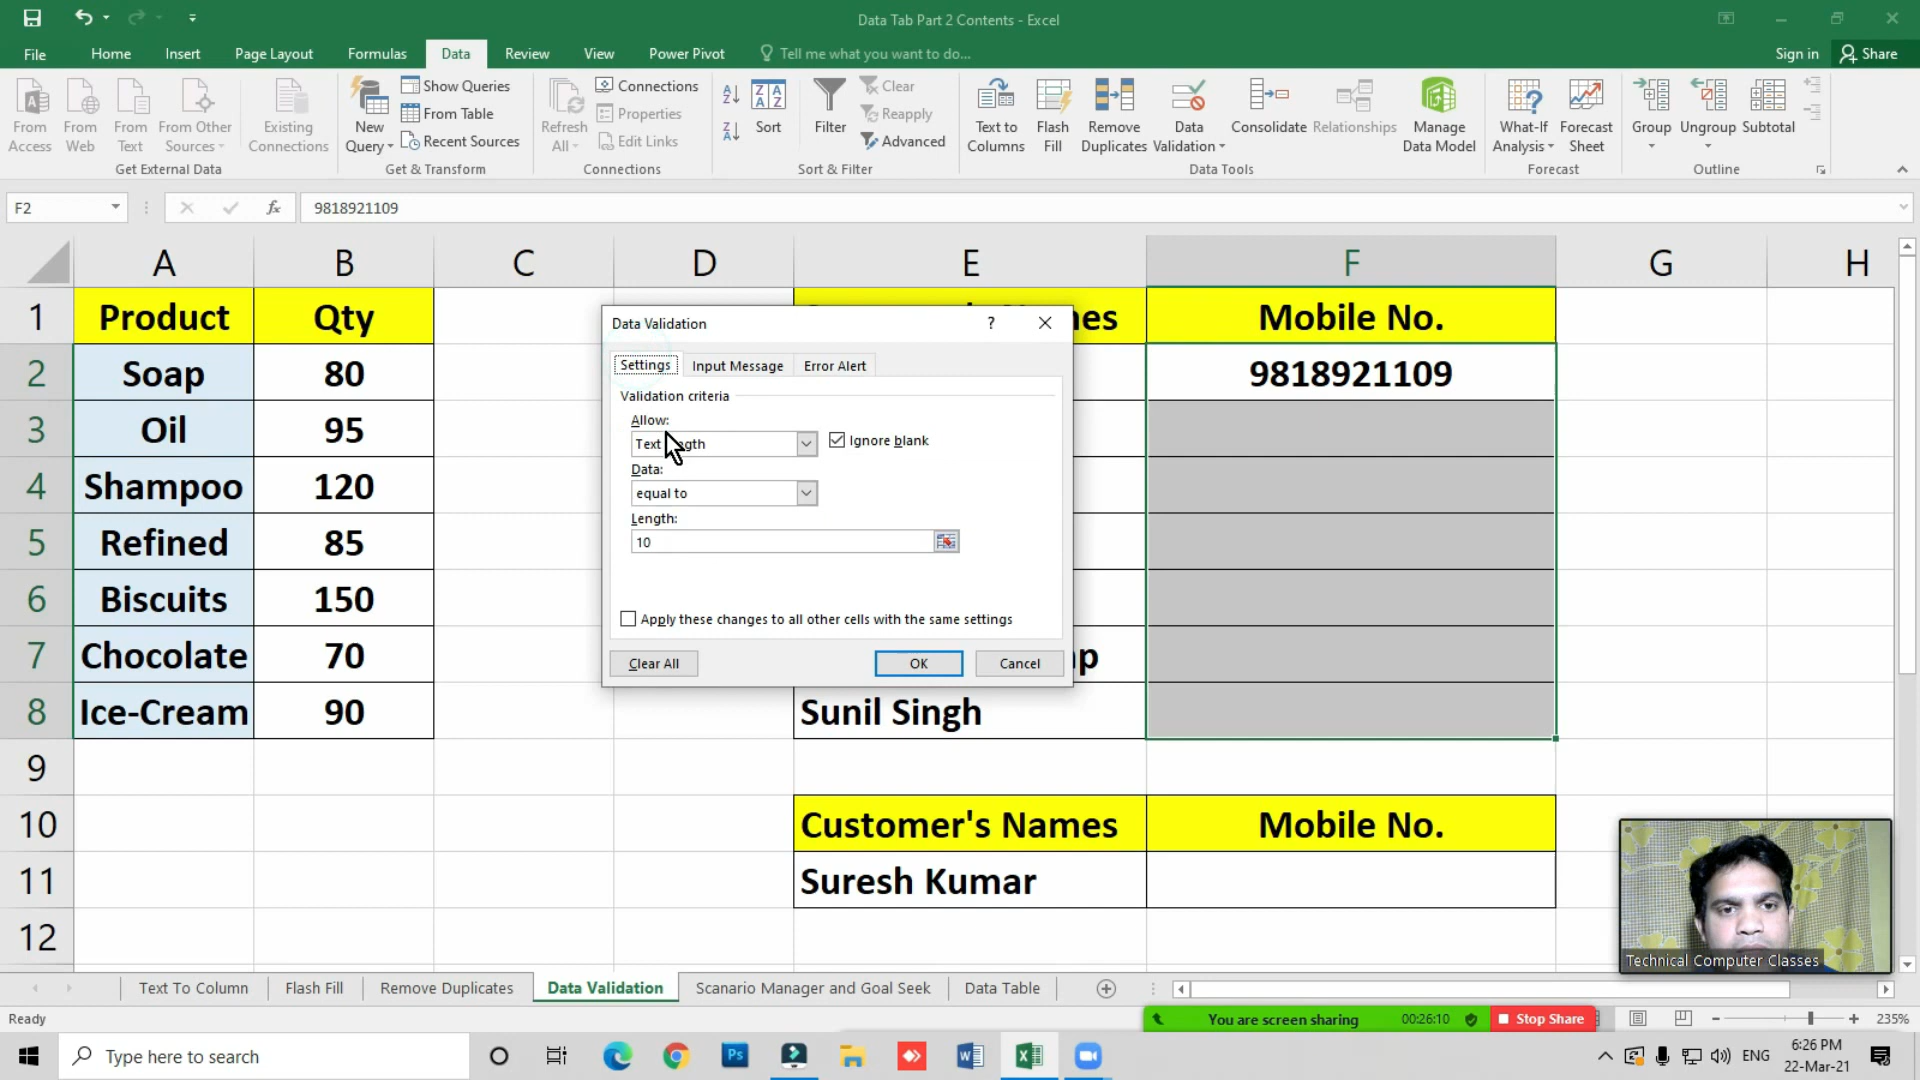 Data Tab Part 2 Contents - Excel
File Home Insert Page Layout Formulas Data Review View Power Pivot Tell me what you want to do... Sign in Share
From Access
From Web
From Text
From Other Sources
Existing Connections
Get External Data
New Query
Show Queries
From Table
Recent Sources
Get & Transform
Refresh All
Connections
Properties
Edit Links
Connections
Sort
Filter
Clear
Reapply
Advanced
Sort & Filter
Text to Columns
Flash Fill
Remove Duplicates
Data Validation
Consolidate
Relationships
Manage Data Model
Data Tools
What-If Analysis
Forecast Sheet
Forecast
Group
Ungroup
Subtotal
Outline
F2 fx 9818921109
A B C D E F G H
1 Product Qty Mobile No.
2 Soap 80 9818921109
3 Oil 95
4 Shampoo 120
5 Refined 85
6 Biscuits 150
7 Chocolate 70
8 Ice-Cream 90 Sunil Singh
9
10 Customer's Names Mobile No.
11 Suresh Kumar
12
Data Validation ?
Settings Input Message Error Alert
Validation criteria
Allow:
Text length Ignore blank
Data:
equal to
Length:
10
Apply these changes to all other cells with the same settings
Clear All OK Cancel
Technical Computer Classes
Text To Column Flash Fill Remove Duplicates Data Validation Scanario Manager and Goal Seek Data Table
Ready You are screen sharing 00:26:10 Stop Share 235%
Type here to search
Ps
ENG
6:26 PM
22-Mar-21